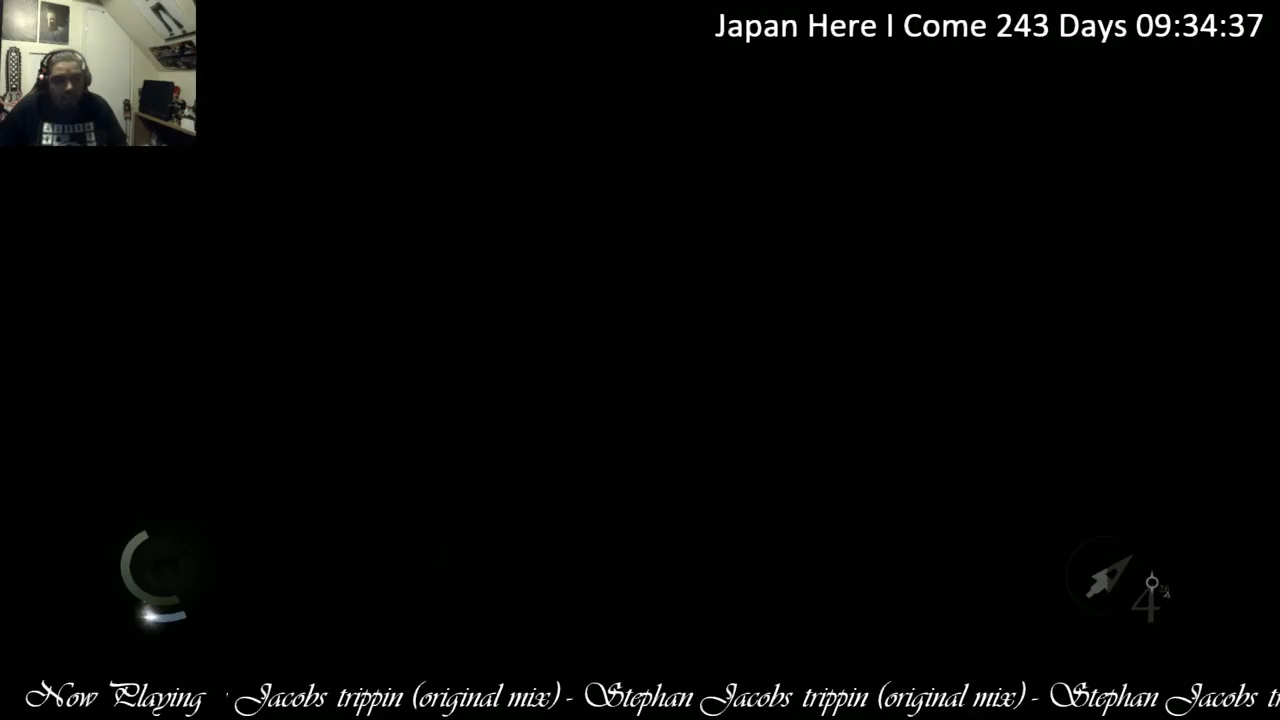 Japan Here I Come 243 Days 09:34:37
4
Now Playing Jacobs trippin (original mix) - Stephan Jacobs trippin (original mix) - Stephan Jacobs